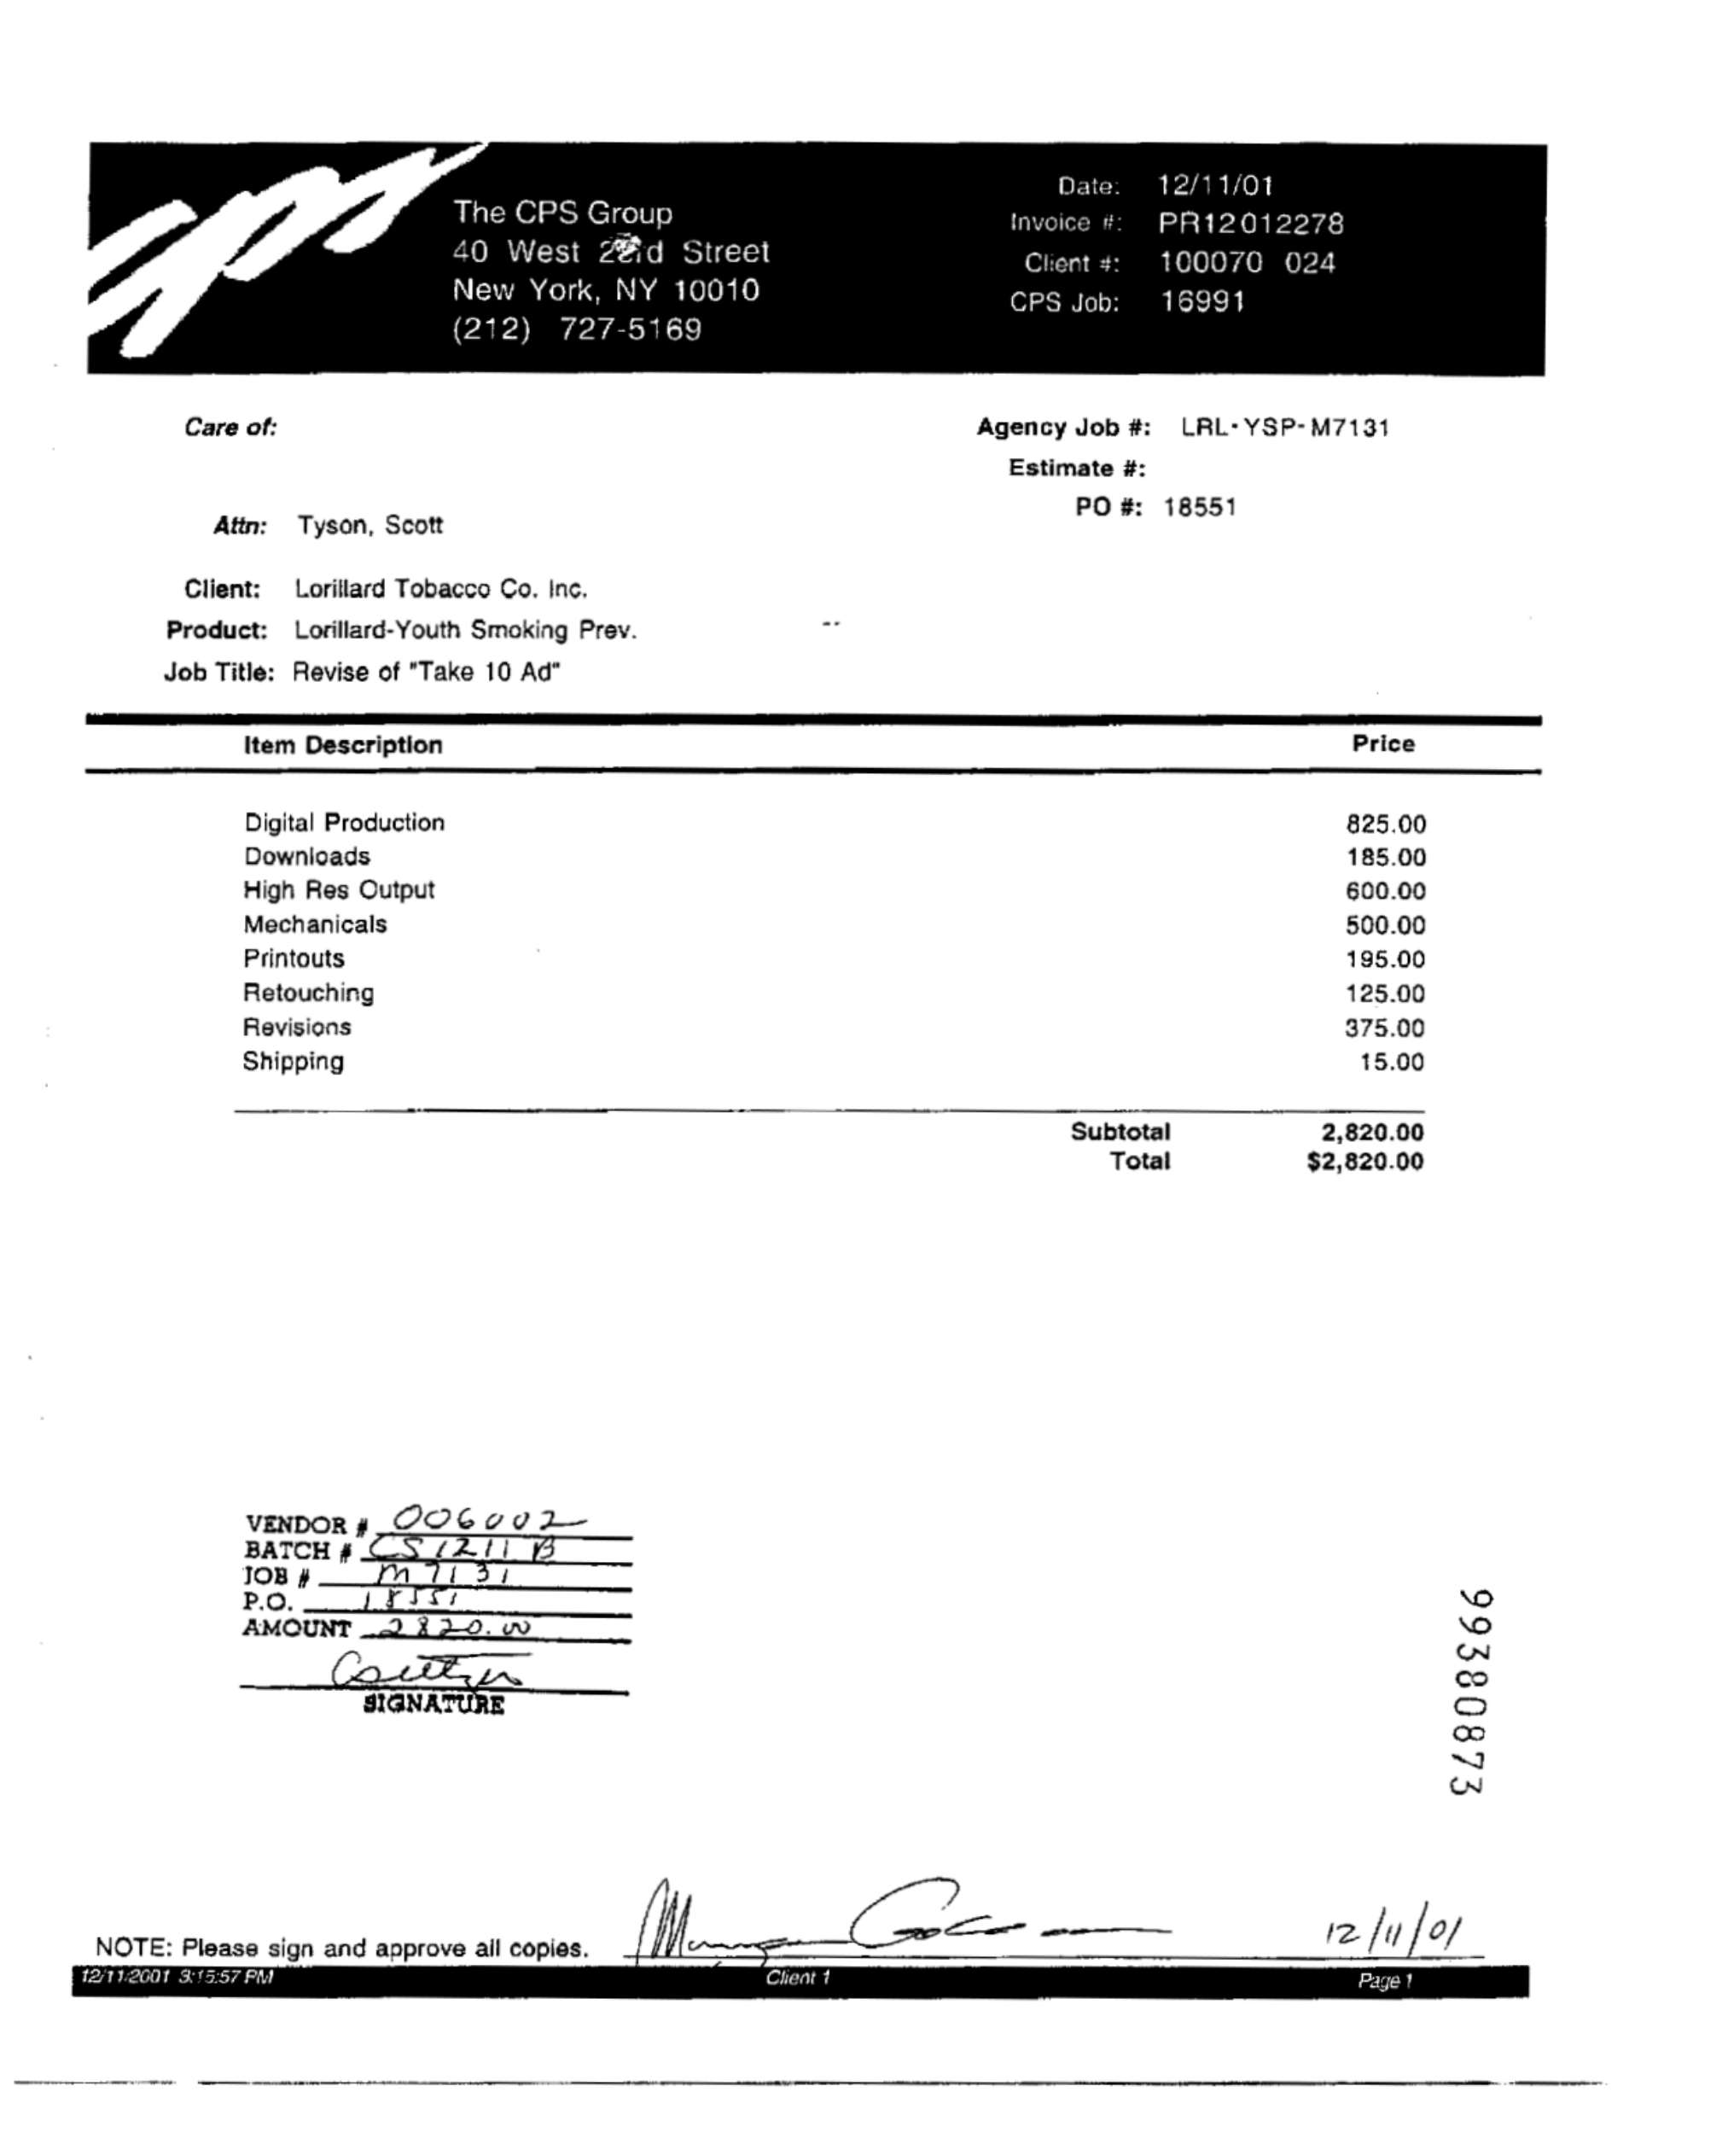 cps
The CPS Group
40 West Street
New York, NY 10010
(212) 727-5169
Date: 12/11/01
Invoice #: PR12012278
Client #: 100070 024
CPS Job: 16991
Care of:
Agency Job #: LRL-YSP-M7131
Estimate #:
PO #: 18551
Attn: Tyson, Scott
Client: Lorillard Tobacco Co. Inc.
Product: Lorillard-Youth Smoking Prev.
--
Job Title: Revise of "Take 10 Ad"
Item Description Price
Digital Production 825.00
Downloads 185.00
High Res Output 600.00
Mechanicals 500.00
Printouts 195.00
Retouching 125.00
Revisions 375.00
Shipping 15.00
Subtotal 2,820.00
Total $2,820.00
VENDOR # 006002
BATCH # CS1211B
JOB # M7131
P.O. 18551
AMOUNT 2820.00
SIGNATURE
99380873
NOTE: Please sign and approve all copies.
12/11/01
12/11/2001 3:15:57 PM Client 1 Page 1